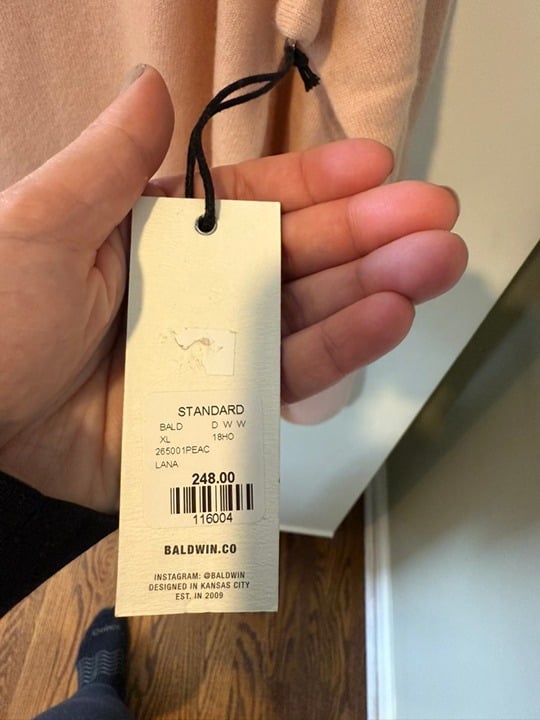 STANDARD
BALD D W W
XL 18HO
265001PEAC
LANA
248.00
116004
BALDWIN.CO
INSTAGRAM: @BALDWIN
DESIGNED IN KANSAS CITY
EST. IN 2009